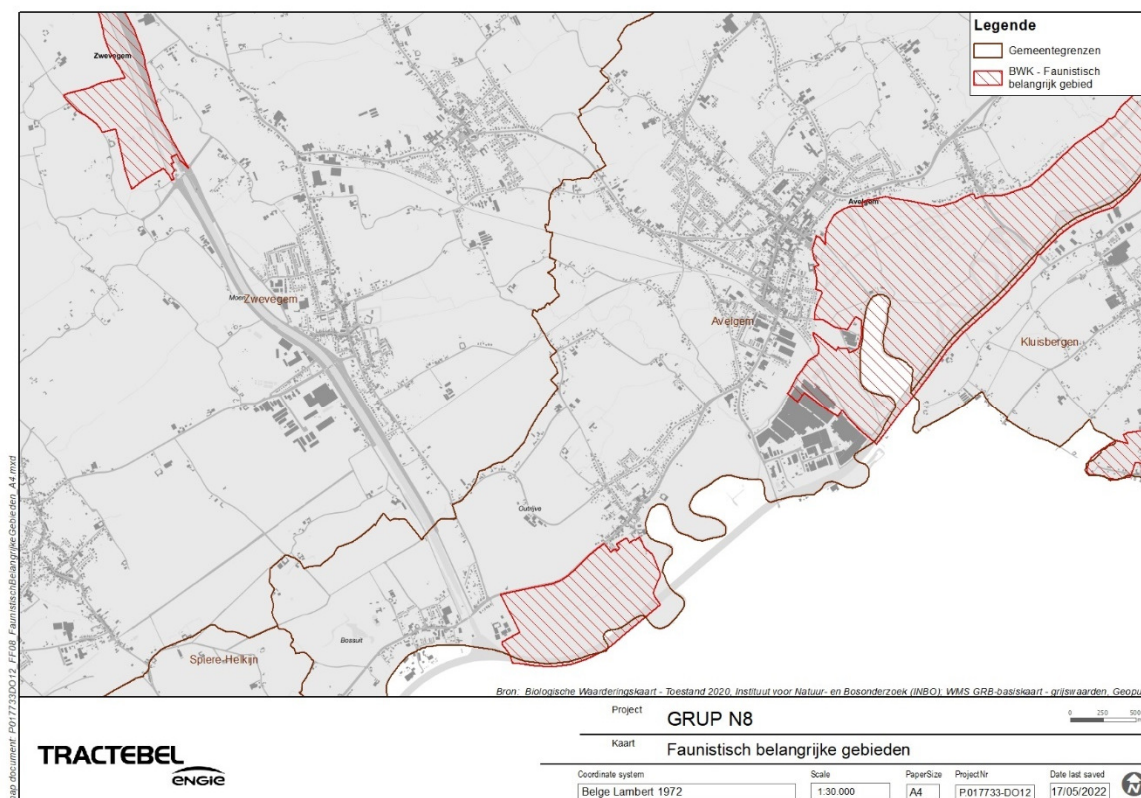 Legende
Gemeentegrenzen
BWK - Faunistisch
belangrijk gebied
Zwevegem
Avelgem
Moen
Zwevegem
Avelgem
Kluisbergen
Outrijve
Bossuit
Spiere-Helkijn
map document: P017733DO12_FF08_FaunistischBelangrijkeGebieden_A4.mxd
Bron: Biologische Waarderingskaart - Toestand 2020, Instituut voor Natuur- en Bosonderzoek (INBO); WMS GRB-basiskaart - grijswaarden, Geopu
TRACTEBEL
ENGIE
Project
GRUP N8
0 250 500
Kaart
Faunistisch belangrijke gebieden
Coordinate system
Scale
PaperSize
ProjectNr
Date last saved
Belge Lambert 1972
1:30.000
A4
P.017733-DO12
17/05/2022
N